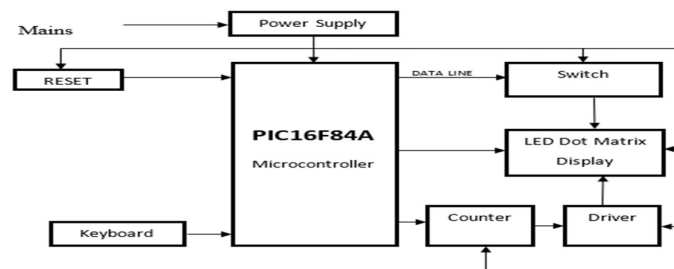 Mains
Power Supply
RESET
DATA LINE
Switch
PIC16F84A
Microcontroller
LED Dot Matrix
Display
Keyboard
Counter
Driver